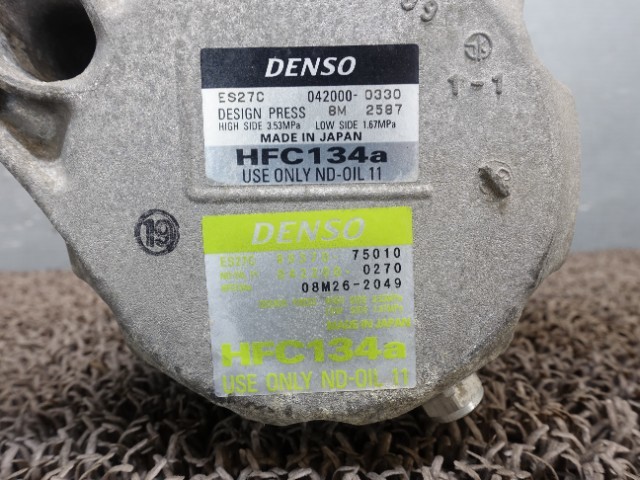 09
1-1
DENSO
ES27C 042000-0330
DESIGN PRESS 8M 2587
HIGH SIDE 3.53MPa LOW SIDE 1.67MPa
MADE IN JAPAN
HFC134a
USE ONLY ND-OIL 11
19
DENSO
ES27C 75010
0270
08M26-2049
MADE IN JAPAN
HFC134a
USE ONLY ND-OIL 11